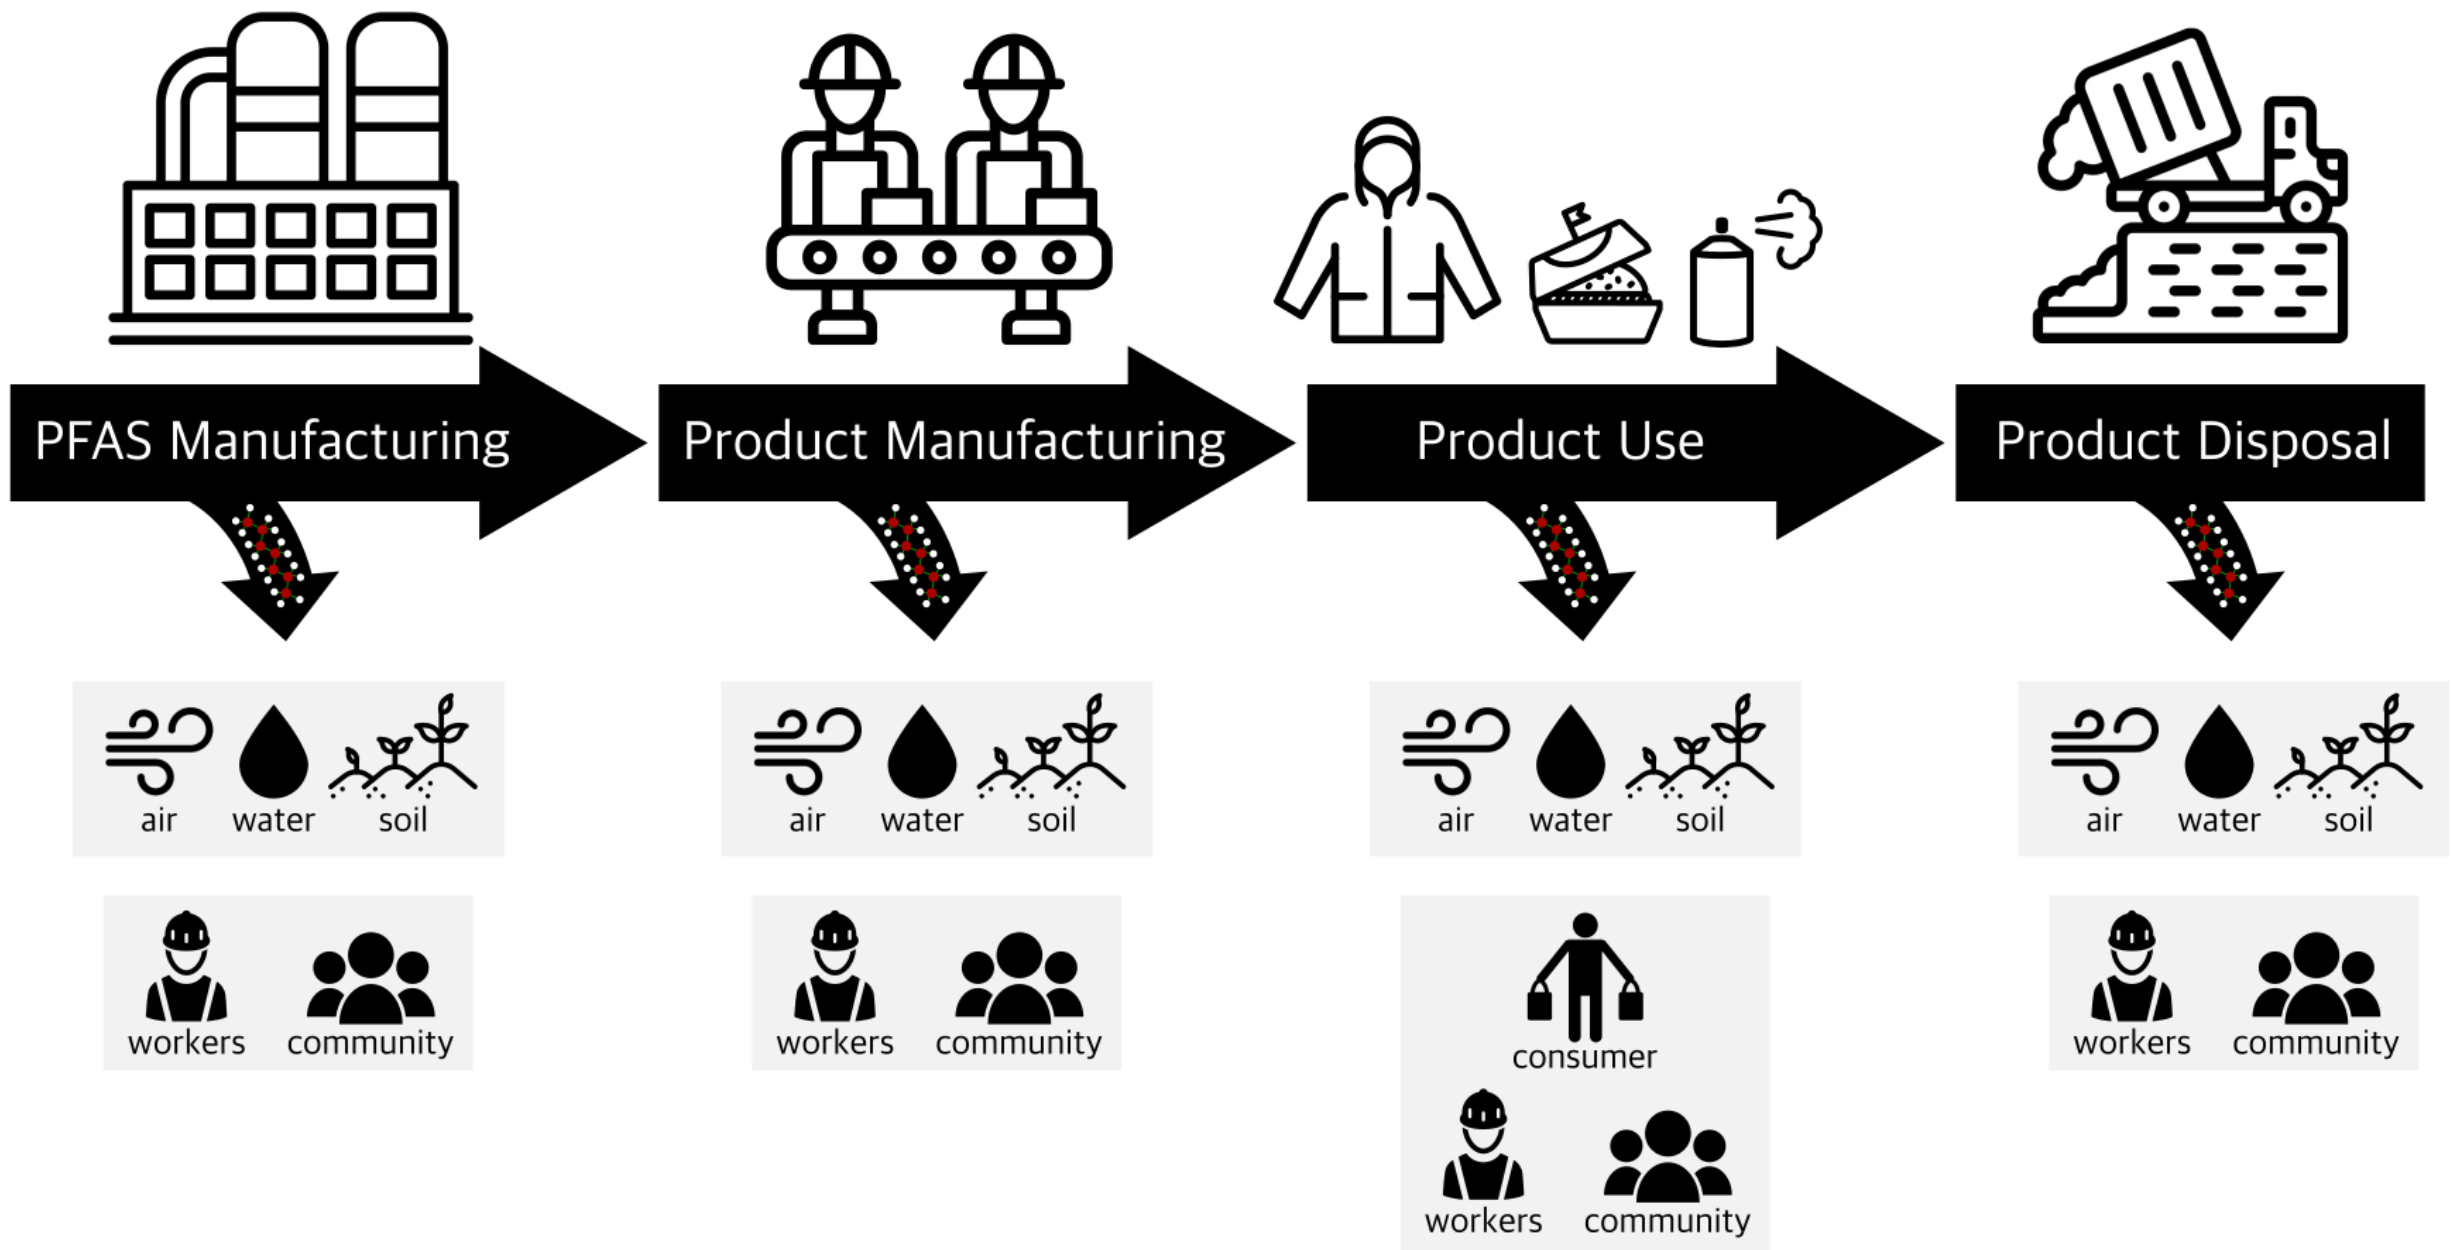 PFAS Manufacturing
Product Manufacturing
Product Use
Product Disposal
air water soil
air water soil
air water soil
air water soil
workers community
workers community
consumer
workers community
workers community